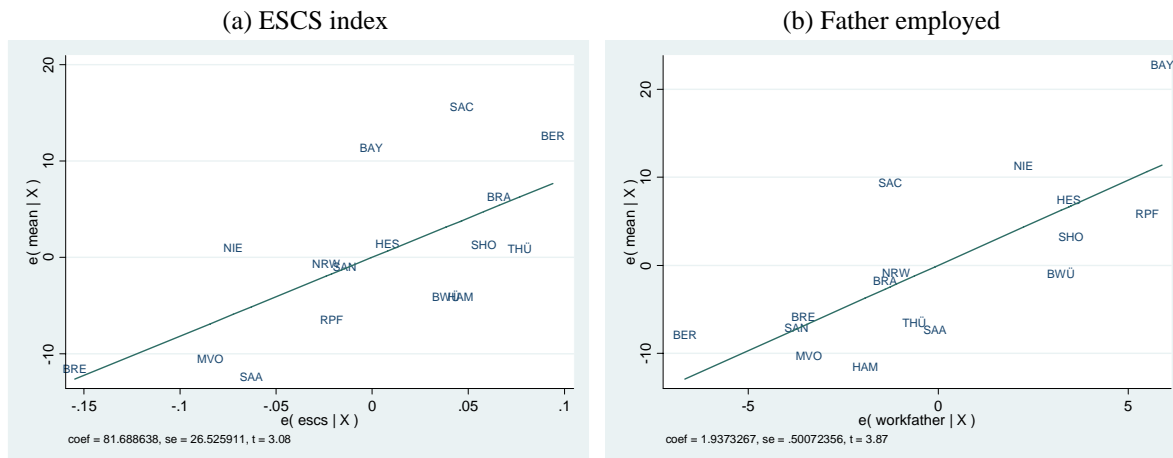 (a) ESCS index
20
10
0
-10
e( mean | X )
SAC
BER
BAY
BRA
NIE
HES
SHO
THÜ
NRW
SAN
BWÜ
HAM
RPF
MVO
BRE
SAA
-.15
-.1
-.05
0
.05
.1
e( escs | X )
coef = 81.688638, se = 26.525911, t = 3.08
(b) Father employed
20
10
0
-10
e( mean | X )
BAY
NIE
SAC
HES
RPF
SHO
NRW
BWÜ
BRA
BRE
THÜ
SAN
SAA
BER
MVO
HAM
-5
0
5
e( workfather | X )
coef = 1.9373267, se = .50072356, t = 3.87